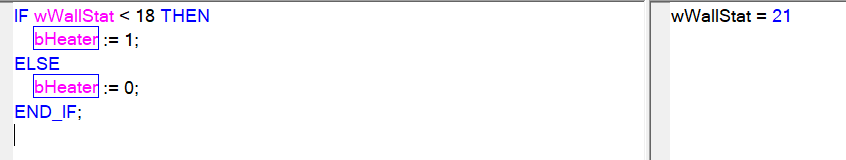 IF wWallStat < 18 THEN wWallStat = 21
bHeater := 1;
ELSE
bHeater := 0;
END_IF;